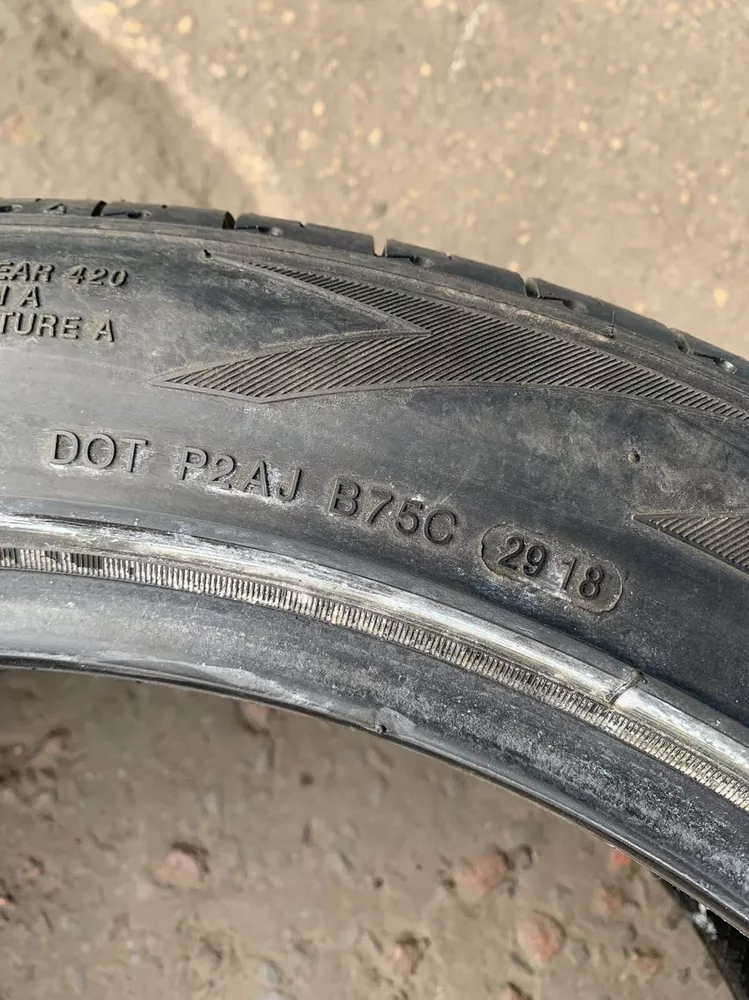 EAR 420
A
TURE A
DOT P2AJ B75C 2918